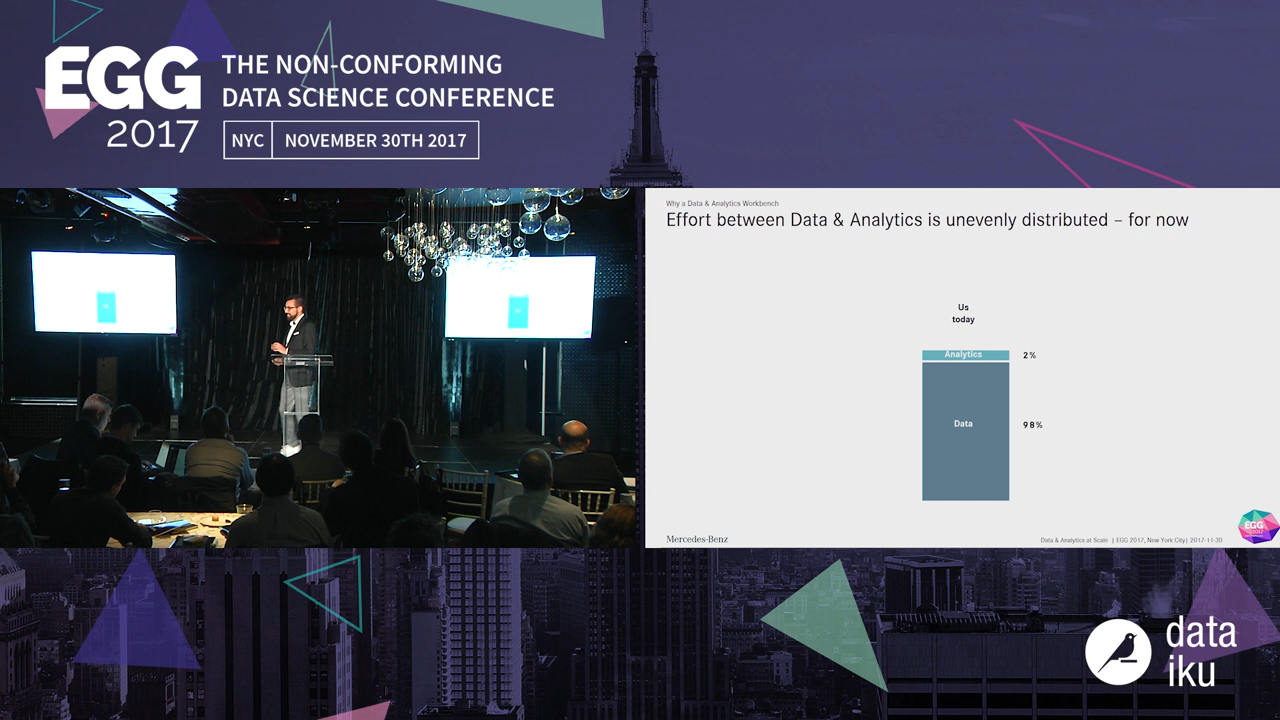 EGG
2017
THE NON-CONFORMING
DATA SCIENCE CONFERENCE
NYC
NOVEMBER 30TH 2017
Why a Data & Analytics Workbench
Effort between Data & Analytics is unevenly distributed – for now
Us
today
Analytics
2%
Data
98%
Mercedes-Benz
Data & Analytics at Scale | EGG 2017, New York City| 2017-11-30
EGG
data
iku